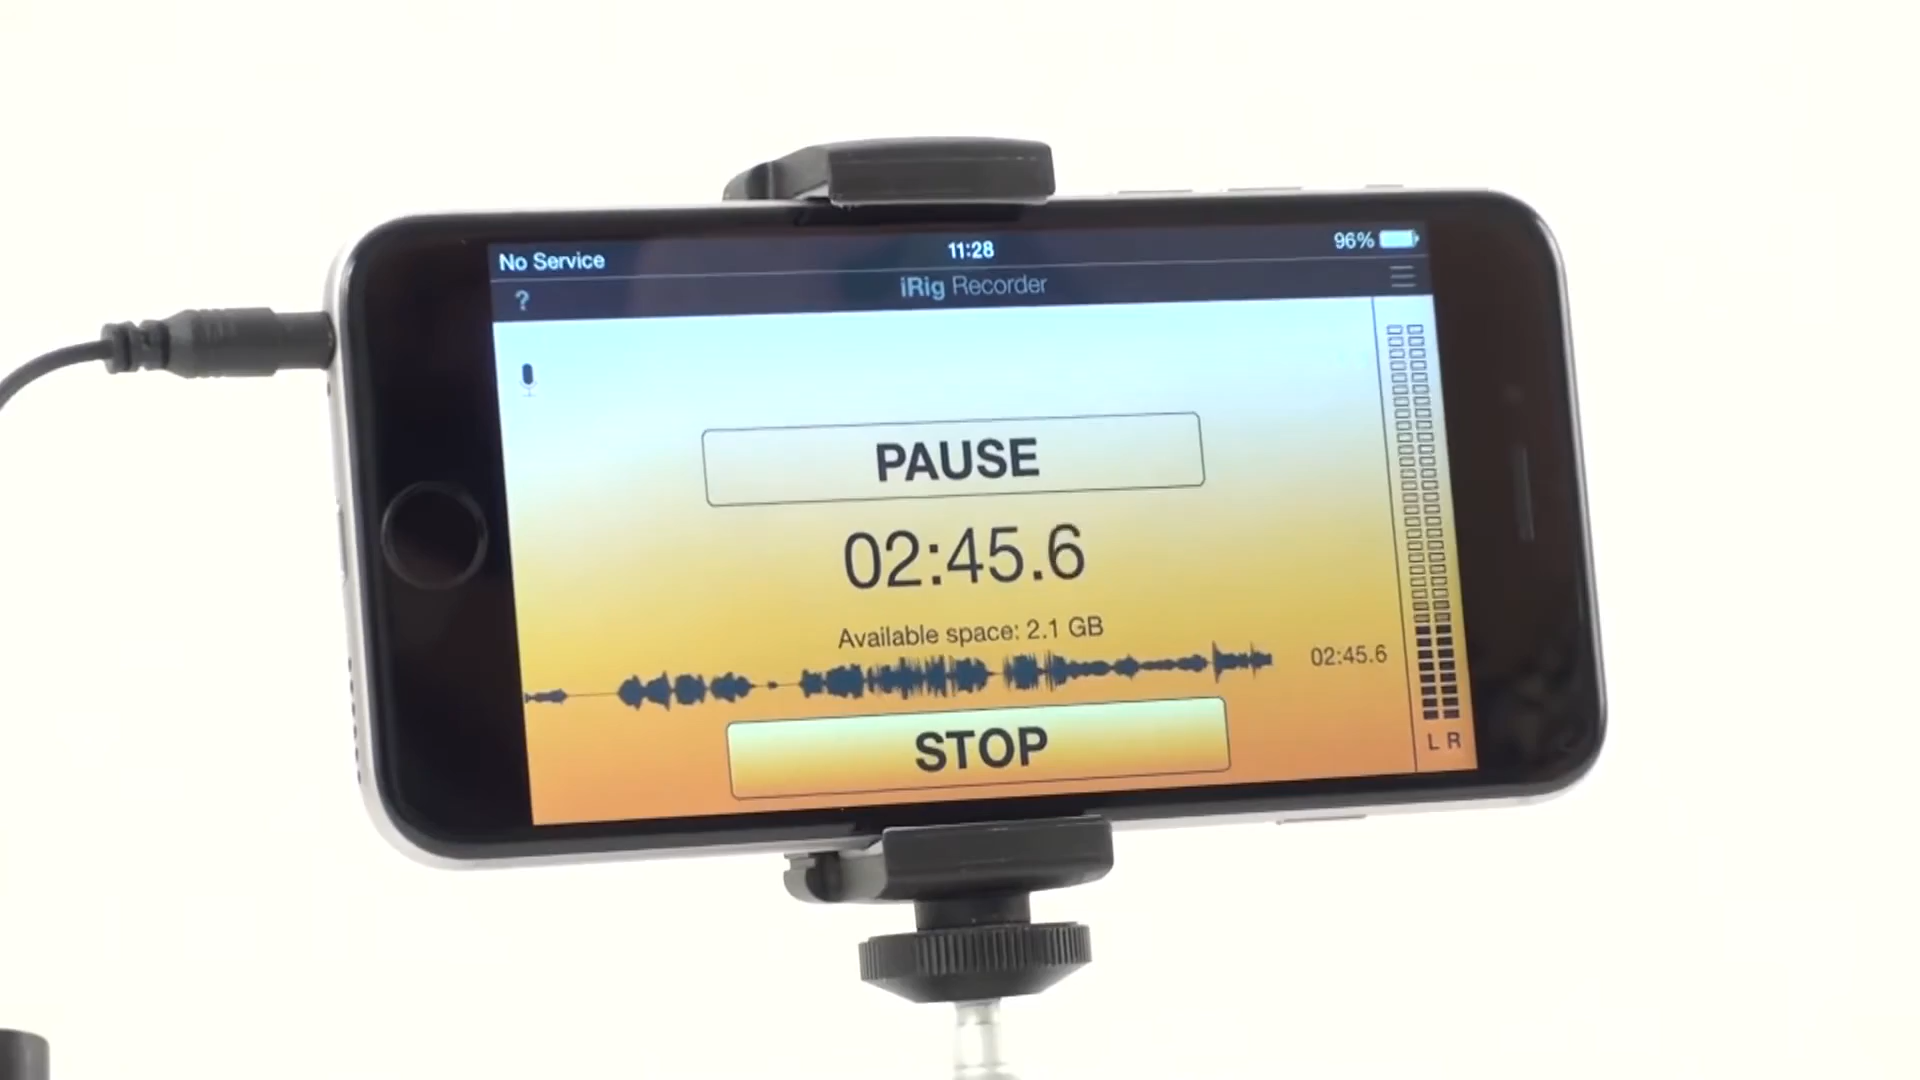 No Service 11:28 96%
? iRig Recorder
PAUSE
02:45.6
Available space: 2.1 GB
02:45.6
STOP
L R